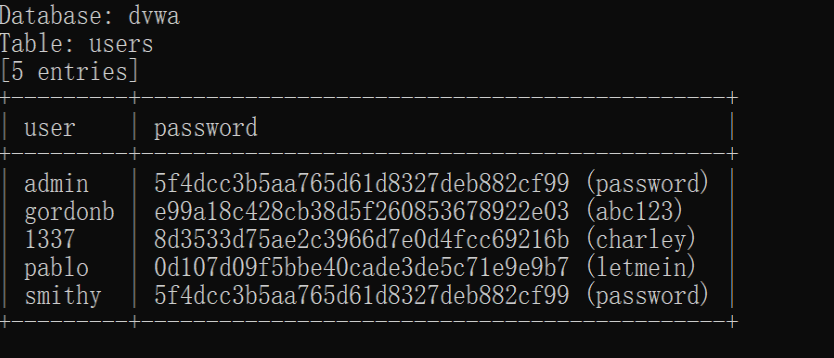 Database: dvwa
Table: users
[5 entries]
+---------+---------------------------------------------+
| user    | password                                    |
+---------+---------------------------------------------+
| admin   | 5f4dcc3b5aa765d61d8327deb882cf99 (password) |
| gordonb | e99a18c428cb38d5f260853678922e03 (abc123)   |
| 1337    | 8d3533d75ae2c3966d7e0d4fcc69216b (charley)  |
| pablo   | 0d107d09f5bbe40cade3de5c71e9e9b7 (letmein)  |
| smithy  | 5f4dcc3b5aa765d61d8327deb882cf99 (password) |
+---------+---------------------------------------------+